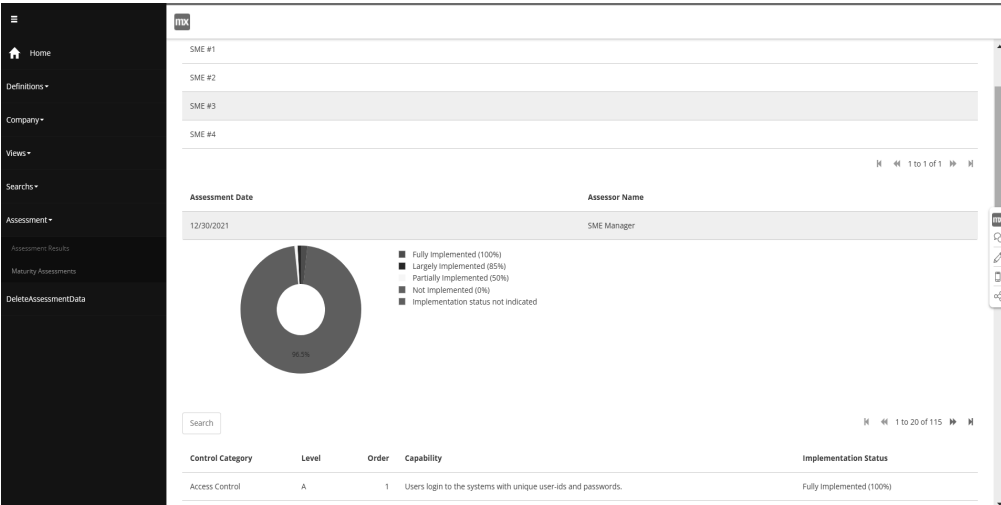 mx
Home
Definitions
Company
Views
Searchs
Assessment
Assessment Results
Maturity Assessments
DeleteAssessmentData
SME #1
SME #2
SME #3
SME #4
1 to 1 of 1
Assessment Date Assessor Name
12/30/2021 SME Manager
Fully Implemented (100%)
Largely Implemented (85%)
Partially Implemented (50%)
Not Implemented (0%)
Implementation status not indicated
96.5%
Search
1 to 20 of 115
Control Category Level Order Capability Implementation Status
Access Control A 1 Users login to the systems with unique user-ids and passwords. Fully Implemented (100%)
mx